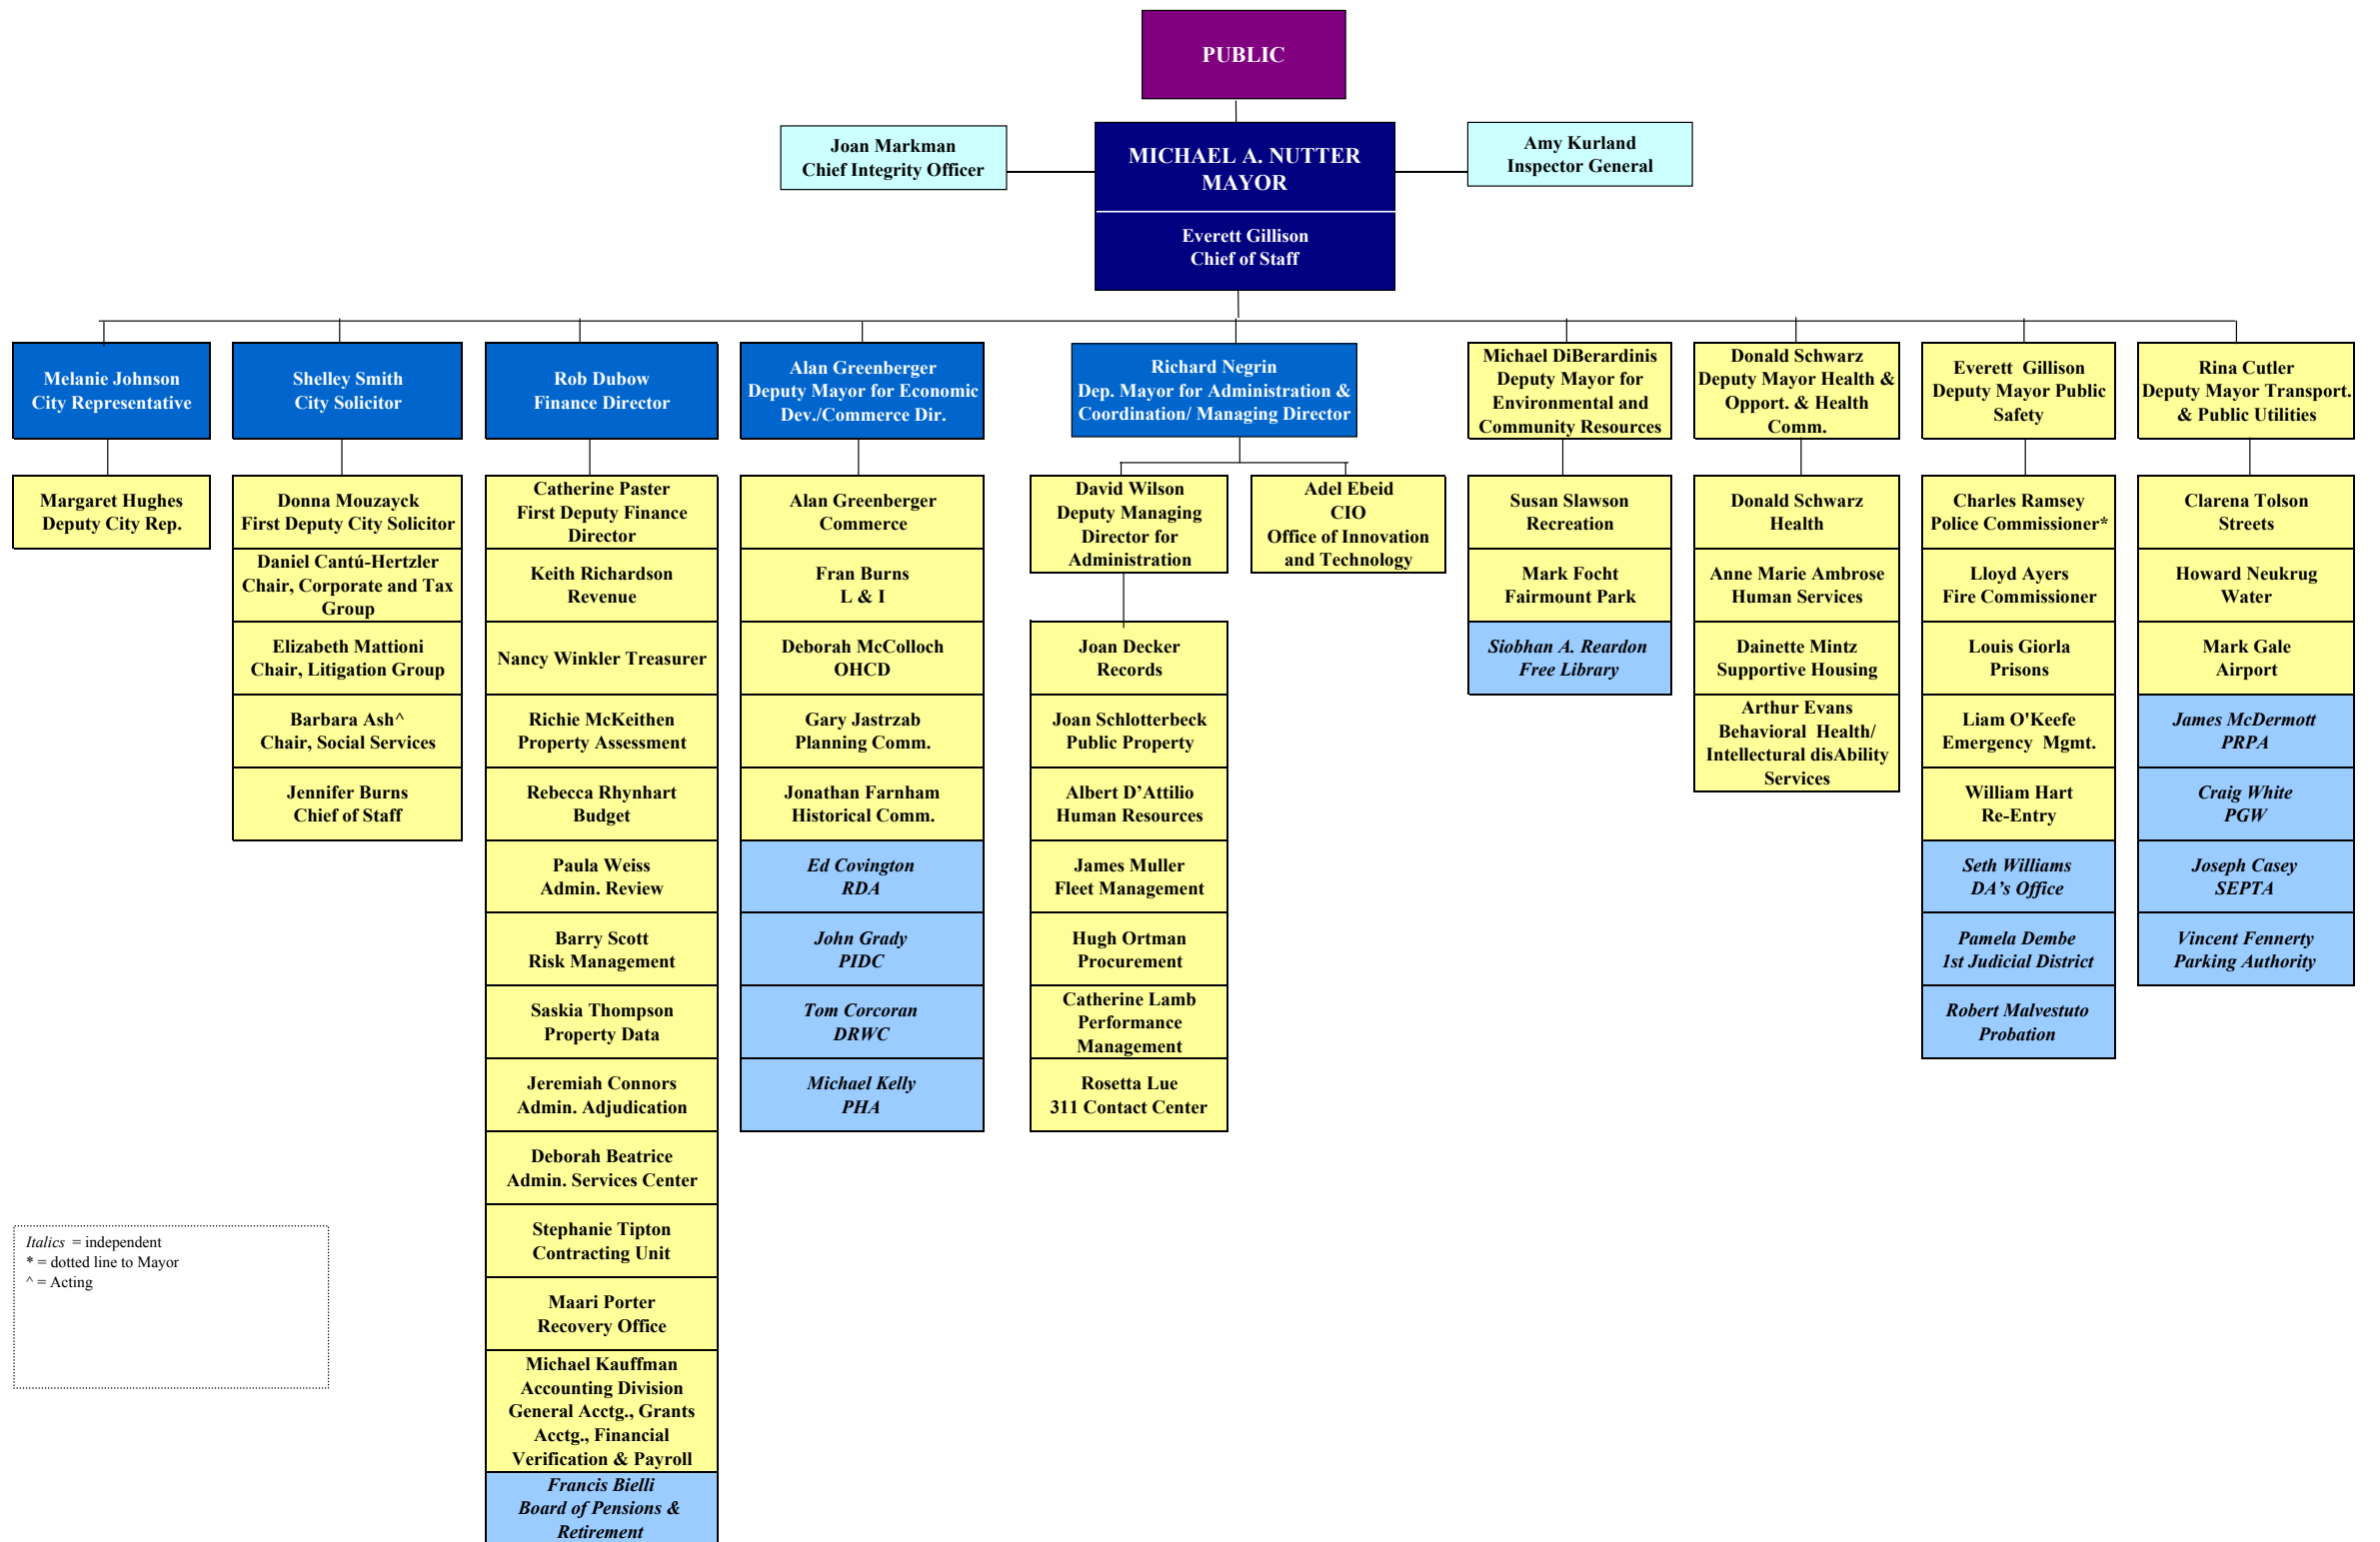 PUBLIC
Joan Markman
Chief Integrity Officer
MICHAEL A. NUTTER
MAYOR
Everett Gillison
Chief of Staff
Amy Kurland
Inspector General
Melanie Johnson
City Representative
Shelley Smith
City Solicitor
Rob Dubow
Finance Director
Alan Greenberger
Deputy Mayor for Economic
Dev./Commerce Dir.
Richard Negrin
Dep. Mayor for Administration &
Coordination/ Managing Director
Michael DiBerardinis
Deputy Mayor for
Environmental and
Community Resources
Donald Schwarz
Deputy Mayor Health &
Opport. & Health
Comm.
Everett  Gillison
Deputy Mayor Public
Safety
Rina Cutler
Deputy Mayor Transport.
& Public Utilities
Margaret Hughes
Deputy City Rep.
Donna Mouzayck
First Deputy City Solicitor
Daniel Cantú-Hertzler
Chair, Corporate and Tax
Group
Elizabeth Mattioni
Chair, Litigation Group
Barbara Ash^
Chair, Social Services
Jennifer Burns
Chief of Staff
Catherine Paster
First Deputy Finance
Director
Keith Richardson
Revenue
Nancy Winkler Treasurer
Richie McKeithen
Property Assessment
Rebecca Rhynhart
Budget
Paula Weiss
Admin. Review
Barry Scott
Risk Management
Saskia Thompson
Property Data
Jeremiah Connors
Admin. Adjudication
Deborah Beatrice
Admin. Services Center
Stephanie Tipton
Contracting Unit
Maari Porter
Recovery Office
Michael Kauffman
Accounting Division
General Acctg., Grants
Acctg., Financial
Verification & Payroll
Francis Bielli
Board of Pensions &
Retirement
Alan Greenberger
Commerce
Fran Burns
L & I
Deborah McColloch
OHCD
Gary Jastrzab
Planning Comm.
Jonathan Farnham
Historical Comm.
Ed Covington
RDA
John Grady
PIDC
Tom Corcoran
DRWC
Michael Kelly
PHA
David Wilson
Deputy Managing
Director for
Administration
Adel Ebeid
CIO
Office of Innovation
and Technology
Joan Decker
Records
Joan Schlotterbeck
Public Property
Albert D’Attilio
Human Resources
James Muller
Fleet Management
Hugh Ortman
Procurement
Catherine Lamb
Performance
Management
Rosetta Lue
311 Contact Center
Susan Slawson
Recreation
Mark Focht
Fairmount Park
Siobhan A. Reardon
Free Library
Donald Schwarz
Health
Anne Marie Ambrose
Human Services
Dainette Mintz
Supportive Housing
Arthur Evans
Behavioral  Health/
Intellectural disAbility
Services
Charles Ramsey
Police Commissioner*
Lloyd Ayers
Fire Commissioner
Louis Giorla
Prisons
Liam O'Keefe
Emergency  Mgmt.
William Hart
Re-Entry
Seth Williams
DA’s Office
Pamela Dembe
1st Judicial District
Robert Malvestuto
Probation
Clarena Tolson
Streets
Howard Neukrug
Water
Mark Gale
Airport
James McDermott
PRPA
Craig White
PGW
Joseph Casey
SEPTA
Vincent Fennerty
Parking Authority
Italics  = independent
* = dotted line to Mayor
^ = Acting